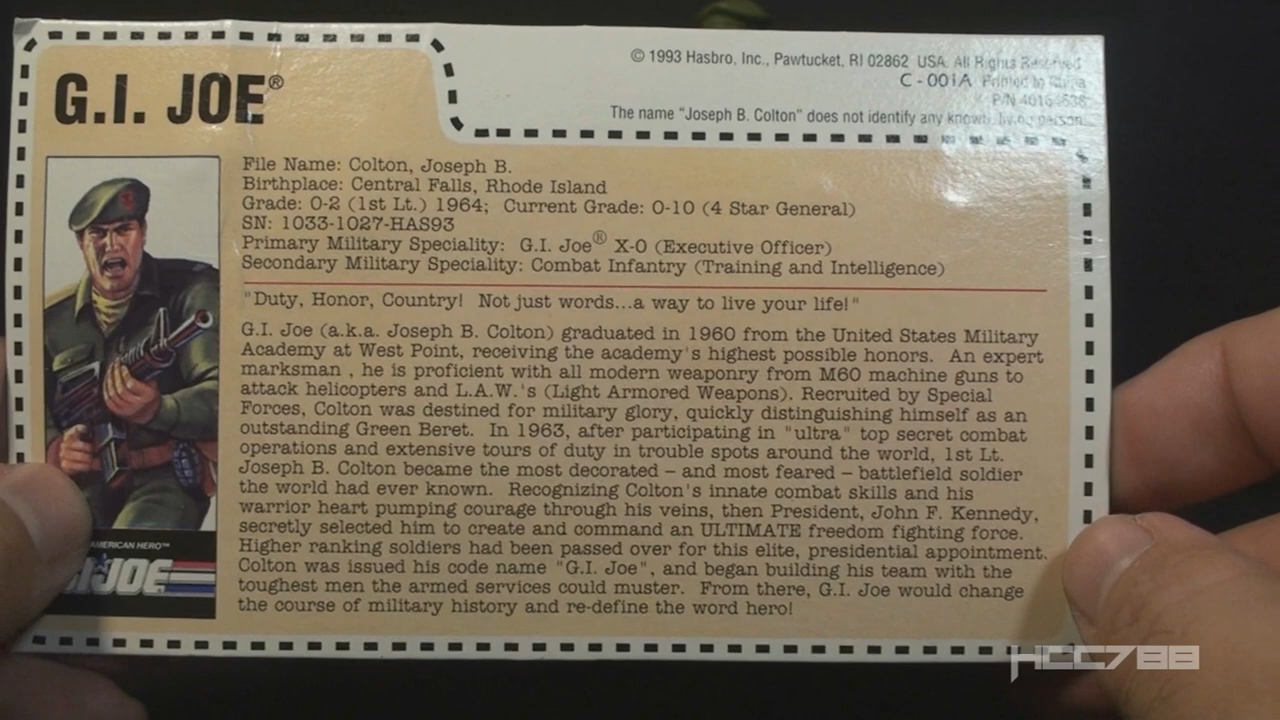 © 1993 Hasbro, Inc., Pawtucket, RI 02862 USA. All Rights Reserved
C - 001A Printed in China
P/N
The name "Joseph B. Colton" does not identify any known living person.
G.I. JOE®
File Name: Colton, Joseph B.
Birthplace: Central Falls, Rhode Island
Grade: O-2 (1st Lt.) 1964; Current Grade: O-10 (4 Star General)
SN: 1033-1027-HAS93
Primary Military Speciality: G.I. Joe® X-O (Executive Officer)
Secondary Military Speciality: Combat Infantry (Training and Intelligence)
"Duty, Honor, Country! Not just words...a way to live your life!"
G.I. Joe (a.k.a. Joseph B. Colton) graduated in 1960 from the United States Military
Academy at West Point, receiving the academy's highest possible honors. An expert
marksman , he is proficient with all modern weaponry from M60 machine guns to
attack helicopters and L.A.W.'s (Light Armored Weapons). Recruited by Special
Forces, Colton was destined for military glory, quickly distinguishing himself as an
outstanding Green Beret. In 1963, after participating in "ultra" top secret combat
operations and extensive tours of duty in trouble spots around the world, 1st Lt.
Joseph B. Colton became the most decorated – and most feared – battlefield soldier
the world had ever known. Recognizing Colton's innate combat skills and his
warrior heart pumping courage through his veins, then President, John F. Kennedy,
secretly selected him to create and command an ULTIMATE freedom fighting force.
Higher ranking soldiers had been passed over for this elite, presidential appointment.
Colton was issued his code name "G.I. Joe", and began building his team with the
toughest men the armed services could muster. From there, G.I. Joe would change
the course of military history and re-define the word hero!
AMERICAN HERO™
G.I. JOE
HCC788